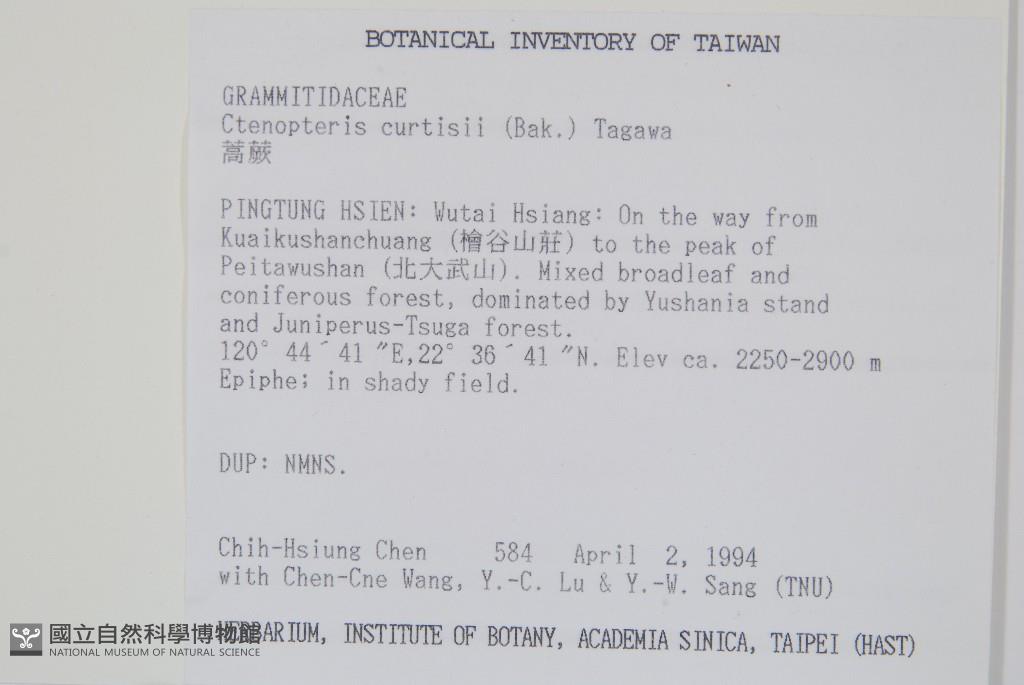 BOTANICAL INVENTORY OF TAIWAN
GRAMMITIDACEAE
Ctenopteris curtisii (Bak.) Tagawa
蒿蕨
PINGTUNG HSIEN: Wutai Hsiang: On the way from
Kuaikushanchuang (檜谷山莊) to the peak of
Peitawushan (北大武山). Mixed broadleaf and
coniferous forest, dominated by Yushania stand
and Juniperus-Tsuga forest.
120° 44´41″E,22° 36´41″N. Elev ca. 2250-2900 m
Epiphe; in shady field.
DUP: NMNS.
Chih-Hsiung Chen 584 April 2, 1994
with Chen-Cne Wang, Y.-C. Lu & Y.-W. Sang (TNU)
HERBARIUM, INSTITUTE OF BOTANY, ACADEMIA SINICA, TAIPEI (HAST)
國立自然科學博物館
NATIONAL MUSEUM OF NATURAL SCIENCE